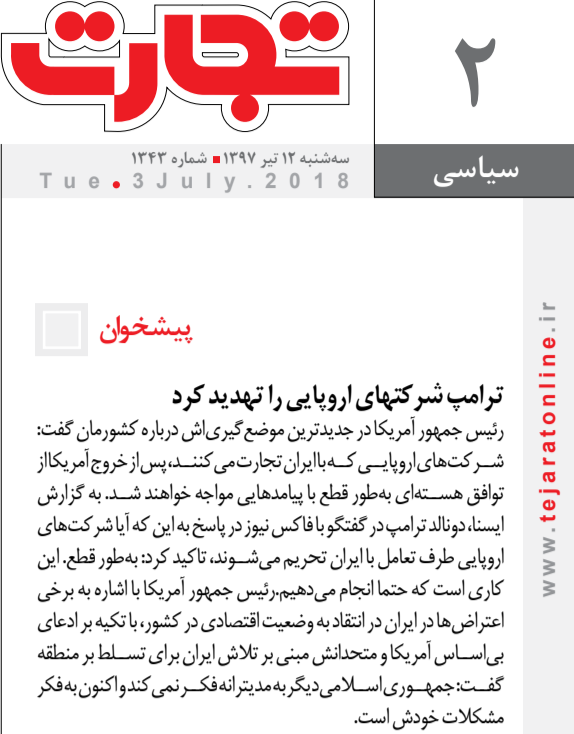 تجارت
۲
سه‌شنبه ۱۲ تیر ۱۳۹۷ ■ شماره ۱۳۴۳
Tue.3July.2018
سیاسی
www.tejaratonline.ir
پیشخوان
ترامپ شرکتهای اروپایی را تهدید کرد
رئیس جمهور آمریکا در جدیدترین موضع گیری‌اش درباره کشورمان گفت:
شرکت‌های اروپایی که با ایران تجارت می کنند، پس از خروج آمریکا از
توافق هسته‌ای به‌طور قطع با پیامدهایی مواجه خواهند شد. به گزارش
ایسنا، دونالد ترامپ در گفتگو با فاکس نیوز در پاسخ به این که آیا شرکت‌های
اروپایی طرف تعامل با ایران تحریم می‌شوند، تاکید کرد: به‌طور قطع. این
کاری است که حتما انجام می‌دهیم.رئیس جمهور آمریکا با اشاره به برخی
اعتراض‌ها در ایران در انتقاد به وضعیت اقتصادی در کشور، با تکیه بر ادعای
بی‌اساس آمریکا و متحدانش مبنی بر تلاش ایران برای تسلط بر منطقه
گفت: جمهوری اسلامی دیگر به مدیترانه فکر نمی کند و اکنون به فکر
مشکلات خودش است.